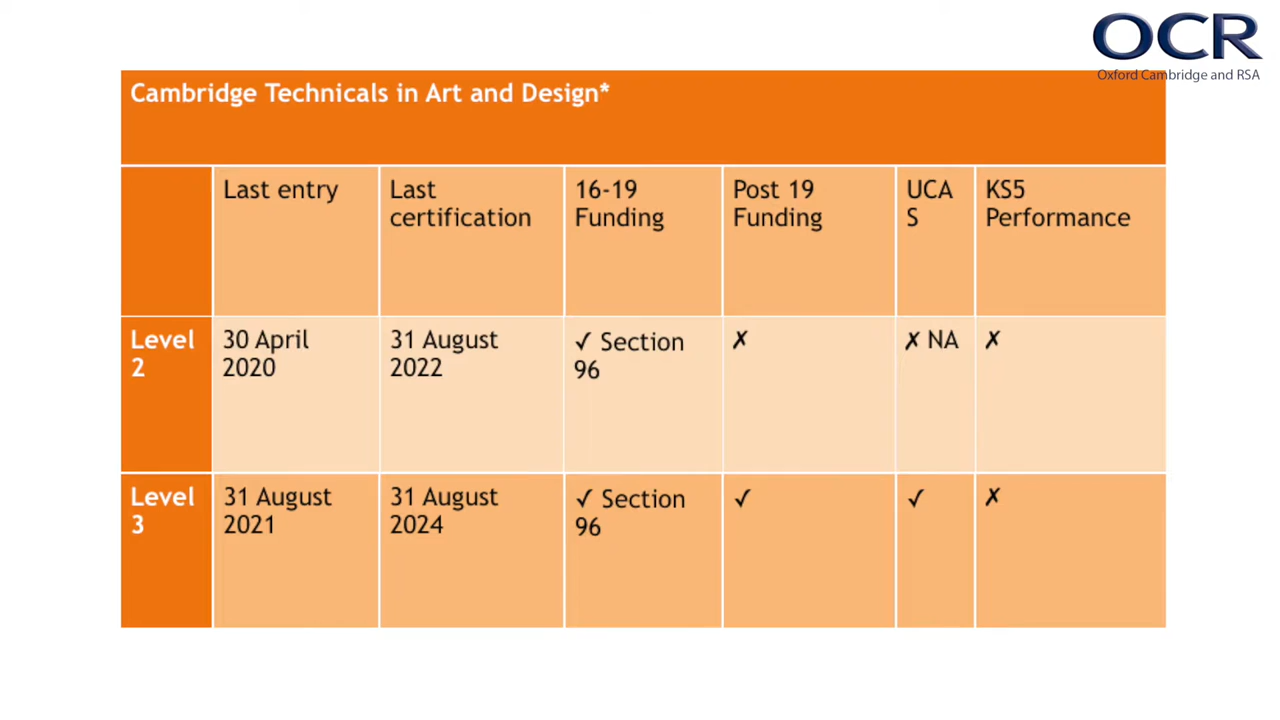 OCR
Oxford Cambridge and RSA
Cambridge Technicals in Art and Design*
Last entry
Last
certification
16-19
Funding
Post 19
Funding
UCA
S
KS5
Performance
Level
2
30 April
2020
31 August
2022
✓ Section
96
✗
✗ NA
✗
Level
3
31 August
2021
31 August
2024
✓ Section
96
✓
✓
✗